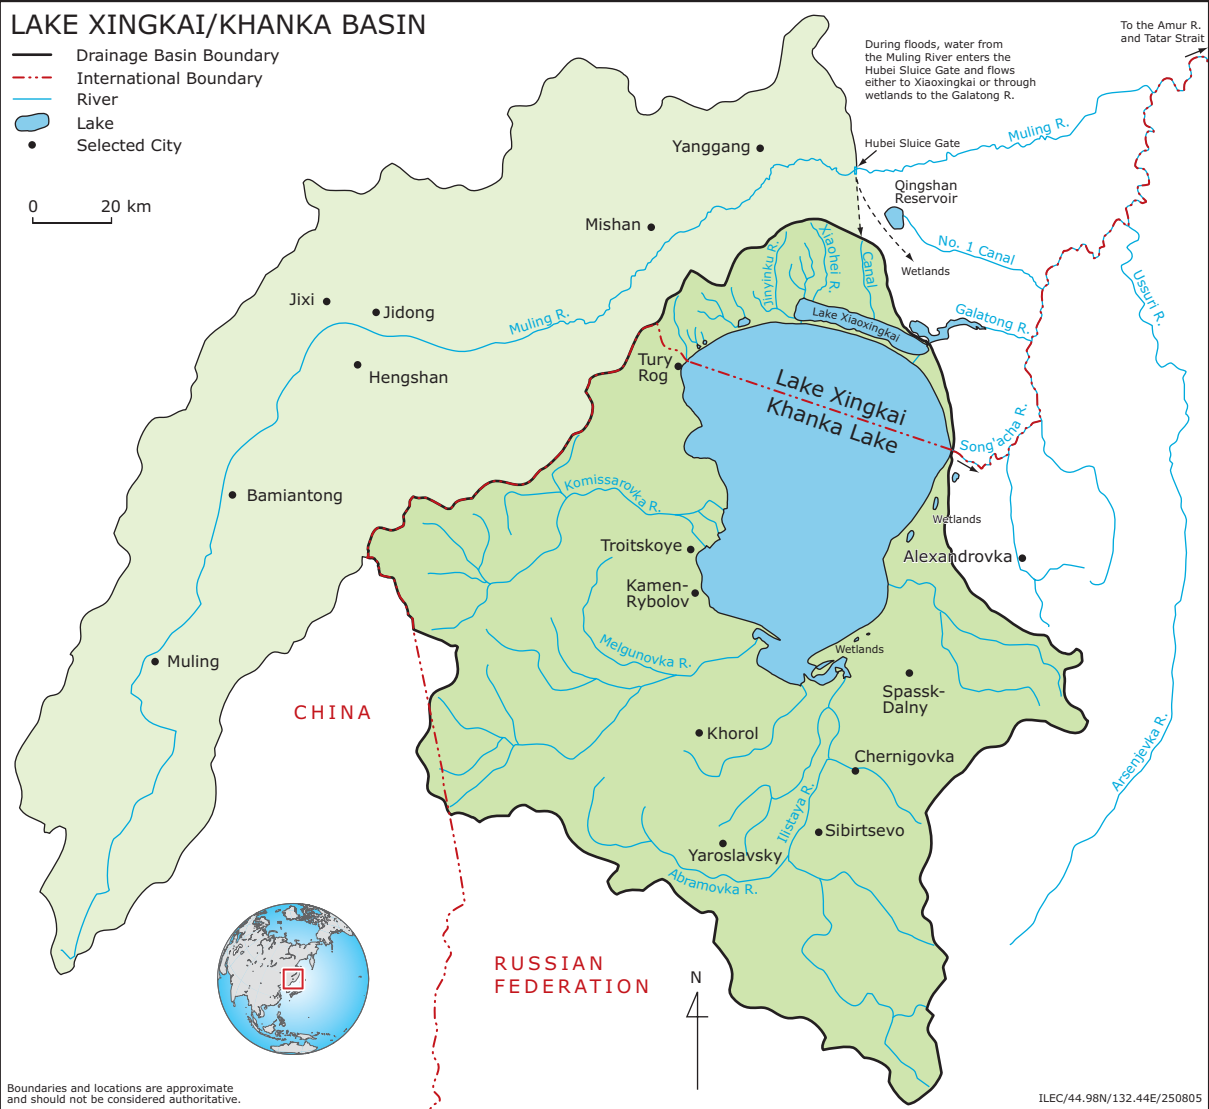 LAKE XINGKAI/KHANKA BASIN
Drainage Basin Boundary
International Boundary
River
Lake
Selected City
0 20 km
To the Amur R.
and Tatar Strait
During floods, water from
the Muling River enters the
Hubei Sluice Gate and flows
either to Xiaoxingkai or through
wetlands to the Galatong R.
Muling R.
Hubei Sluice Gate
Yanggang
Qingshan
Reservoir
Mishan
No. 1 Canal
Jinyinku R.
Xiaohei R.
Canal
Wetlands
Ussuri R.
Jixi
Jidong
Muling R.
Lake Xiaoxingkai
Galatong R.
Hengshan
Tury
Rog
Lake Xingkai
Khanka Lake
Song'acha R.
Bamiantong
Komissarovka R.
Wetlands
Troitskoye
Alexandrovka
Kamen-
Rybolov
Melgunovka R.
Wetlands
Muling
Spassk-
Dalny
CHINA
Khorol
Chernigovka
Arsenjevka R.
Ilistaya R.
Sibirtsevo
Yaroslavsky
Abramovka R.
RUSSIAN
FEDERATION
N
Boundaries and locations are approximate
and should not be considered authoritative.
ILEC/44.98N/132.44E/250805